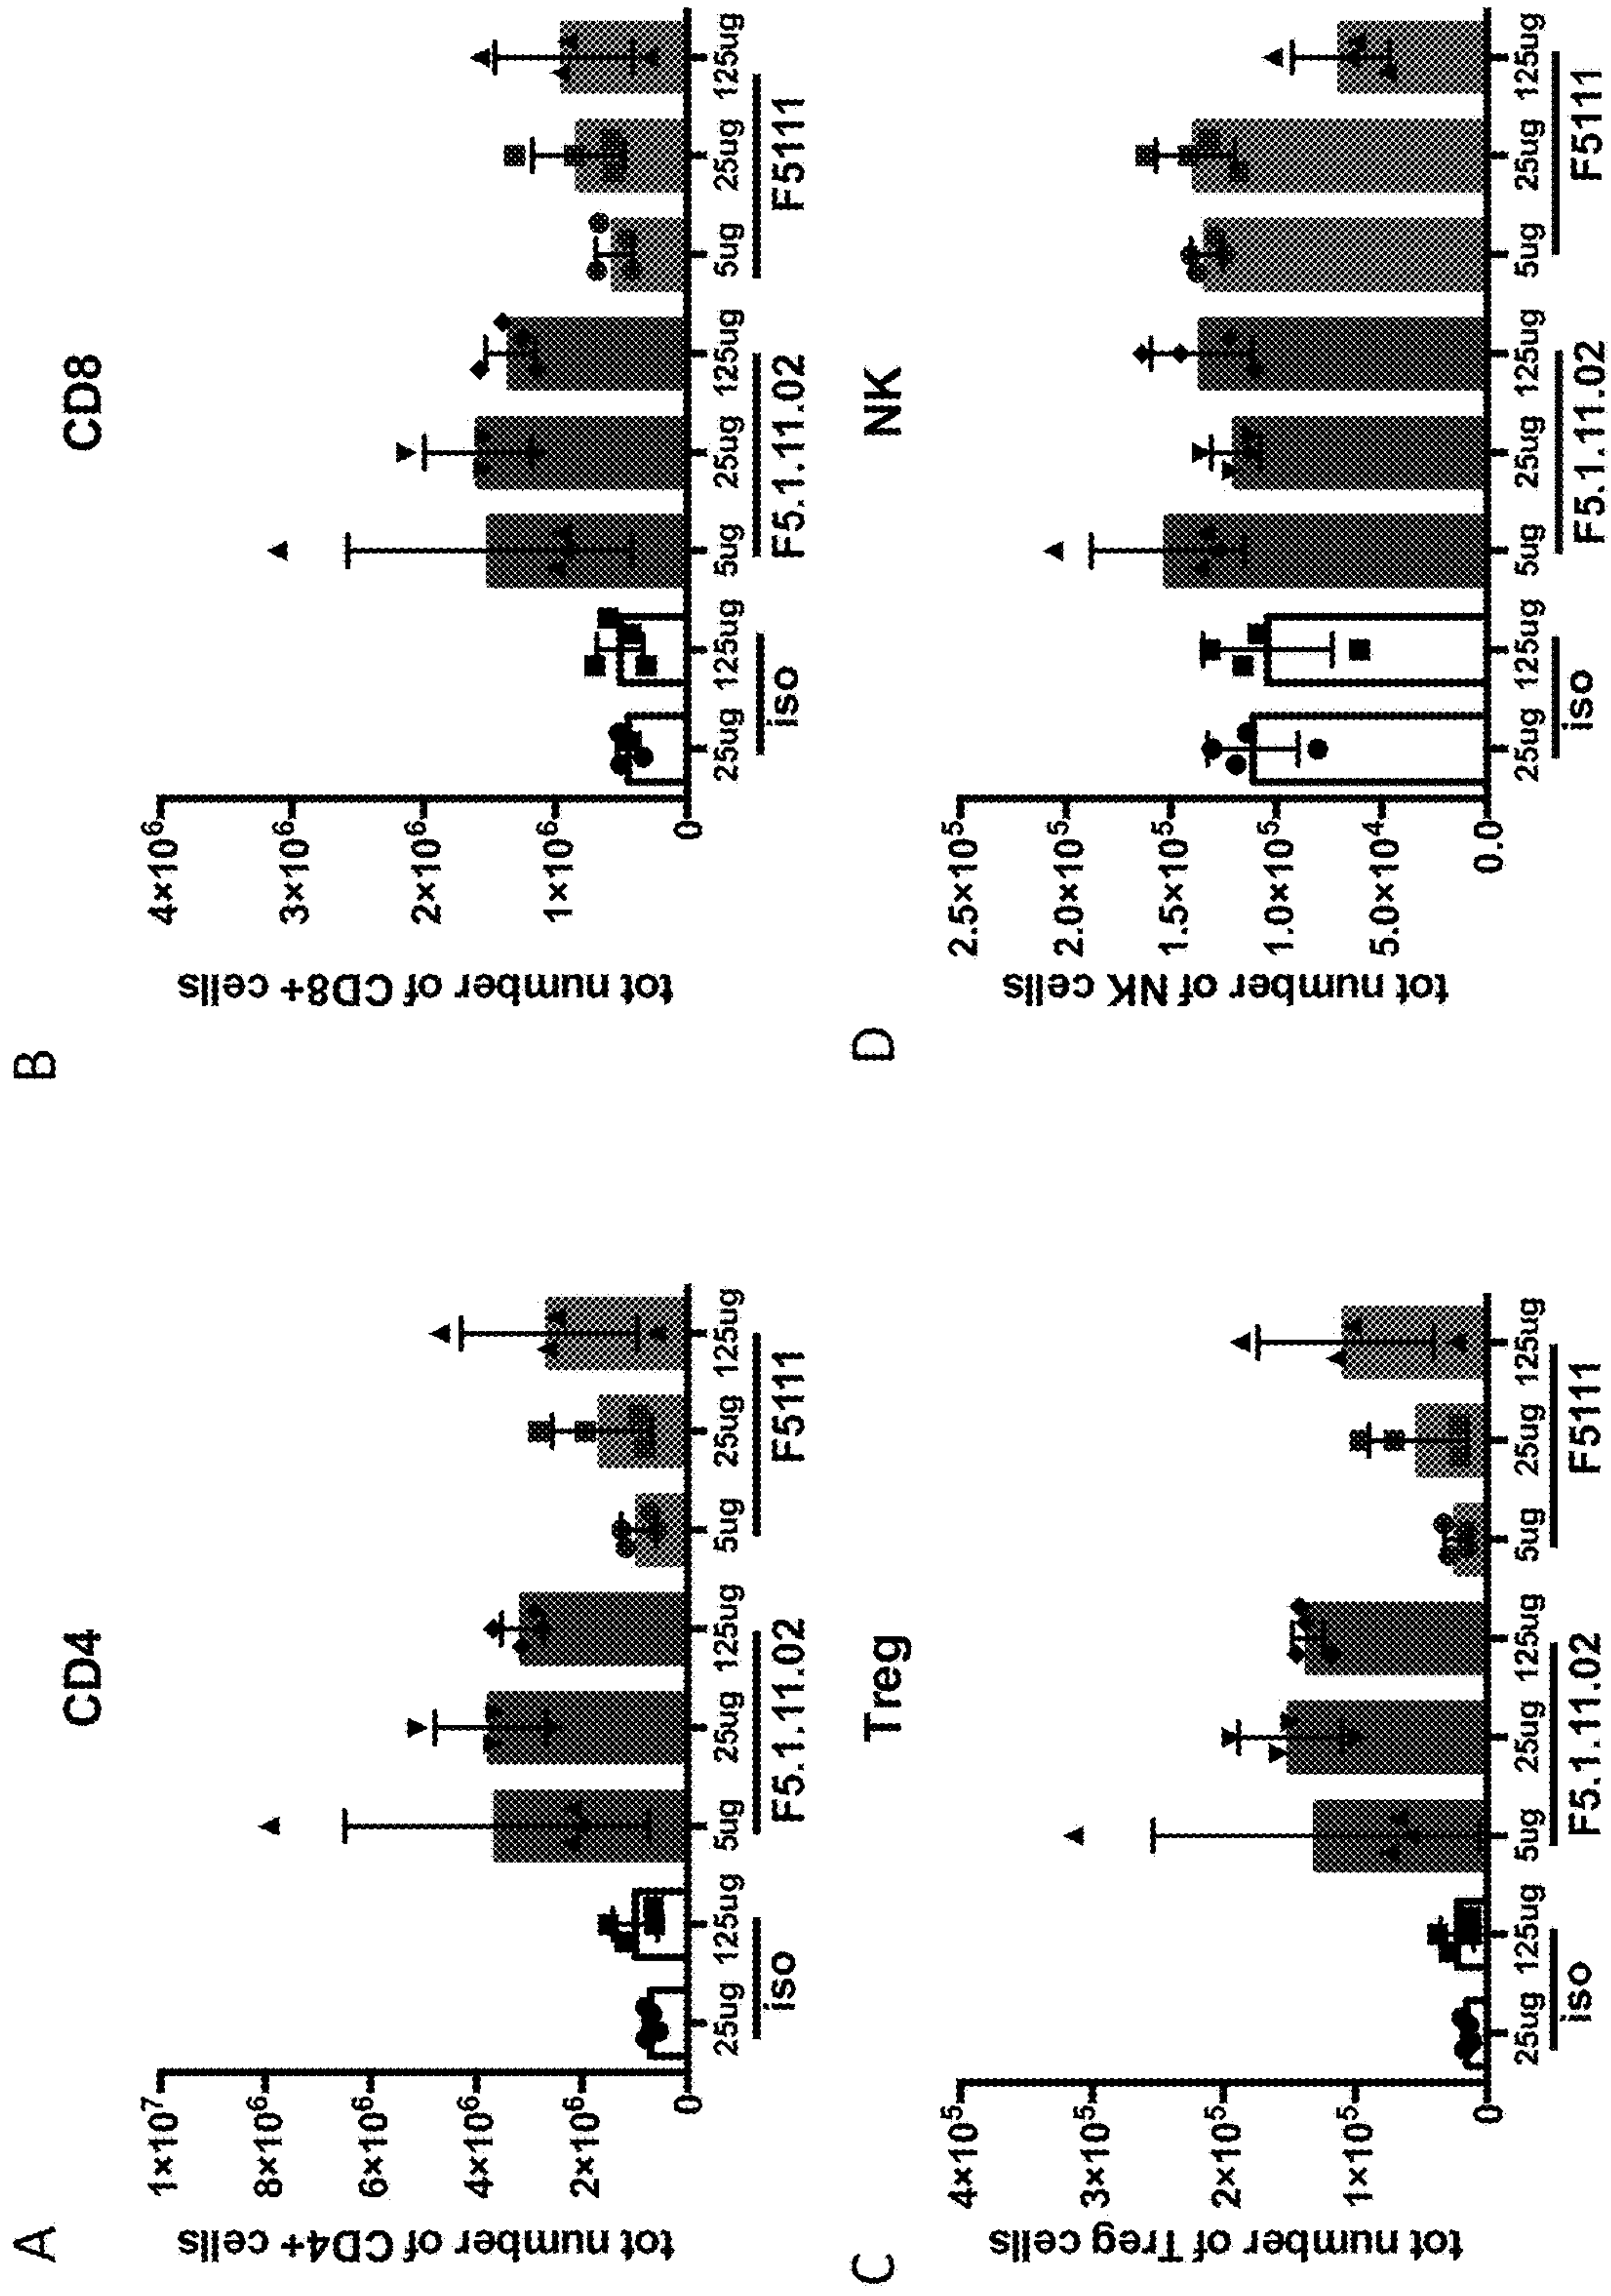 A
CD4
tot number of CD4+ cells
1×10⁷
8×10⁶
6×10⁶
4×10⁶
2×10⁶
0
25ug 125ug 5ug 25ug 125ug 5ug 25ug 125ug
iso F5.1.11.02 F5111
B
CD8
tot number of CD8+ cells
4×10⁶
3×10⁶
2×10⁶
1×10⁶
0
25ug 125ug 5ug 25ug 125ug 5ug 25ug 125ug
iso F5.1.11.02 F5111
C
Treg
tot number of Treg cells
4×10⁵
3×10⁵
2×10⁵
1×10⁵
0
25ug 125ug 5ug 25ug 125ug 5ug 25ug 125ug
iso F5.1.11.02 F5111
D
NK
tot number of NK cells
2.5×10⁵
2.0×10⁵
1.5×10⁵
1.0×10⁵
5.0×10⁴
0.0
25ug 125ug 5ug 25ug 125ug 5ug 25ug 125ug
iso F5.1.11.02 F5111